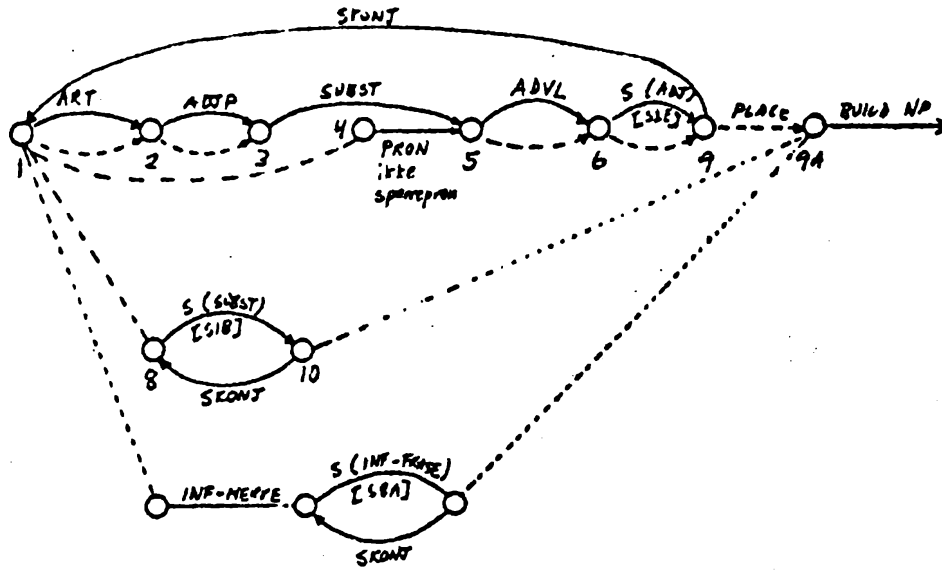 SKONJ
ART
ADJP
SUBST
ADVL
S (ADJ)
[S5E]
PLACE
BUILD NP
1
2
3
4
PRON
ikke
spørrepron
5
6
9
9A
S (SUBST)
[S1B]
8
10
SKONJ
INF-MERKE
S (INF-FRASE)
[S8A]
SKONJ